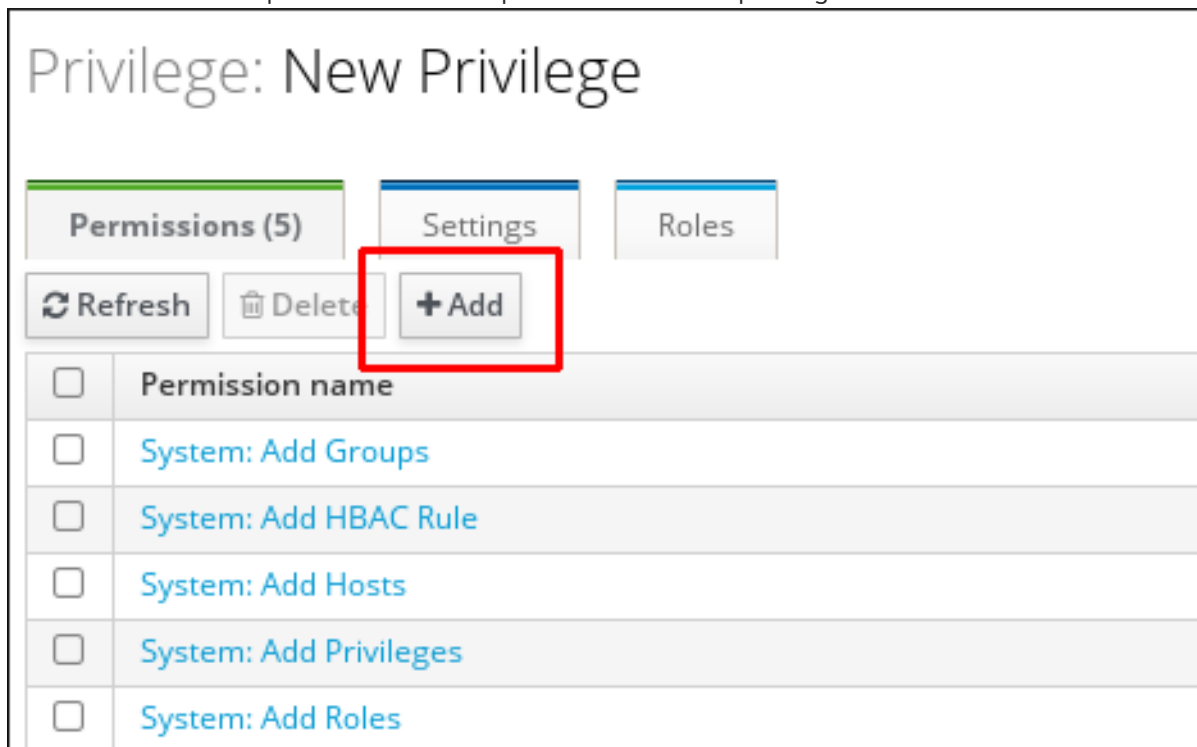 Privilege: New Privilege
Permissions (5) Settings Roles
Refresh Delete + Add
Permission name
System: Add Groups
System: Add HBAC Rule
System: Add Hosts
System: Add Privileges
System: Add Roles